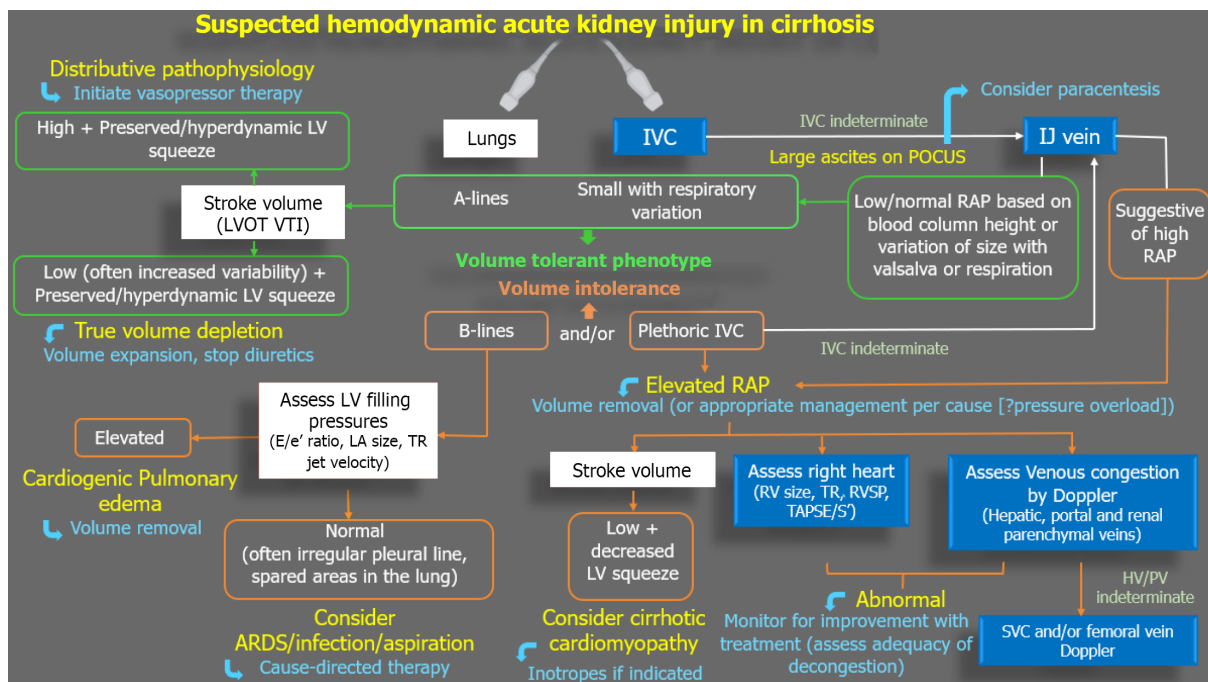 Suspected hemodynamic acute kidney injury in cirrhosis
Distributive pathophysiology
Initiate vasopressor therapy
High + Preserved/hyperdynamic LV
squeeze
Stroke volume
(LVOT VTI)
Low (often increased variability) +
Preserved/hyperdynamic LV squeeze
True volume depletion
Volume expansion, stop diuretics
Lungs
IVC
IVC indeterminate
Consider paracentesis
Large ascites on POCUS
IJ vein
A-lines
Small with respiratory
variation
Low/normal RAP based on
blood column height or
variation of size with
valsalva or respiration
Suggestive
of high
RAP
Volume tolerant phenotype
Volume intolerance
B-lines
and/or
Plethoric IVC
IVC indeterminate
Elevated RAP
Volume removal (or appropriate management per cause [?pressure overload])
Assess LV filling
pressures
(E/e' ratio, LA size, TR
jet velocity)
Elevated
Cardiogenic Pulmonary
edema
Volume removal
Normal
(often irregular pleural line,
spared areas in the lung)
Consider
ARDS/infection/aspiration
Cause-directed therapy
Stroke volume
Low +
decreased
LV squeeze
Consider cirrhotic
cardiomyopathy
Inotropes if indicated
Assess right heart
(RV size, TR, RVSP,
TAPSE/S')
Assess Venous congestion
by Doppler
(Hepatic, portal and renal
parenchymal veins)
Abnormal
Monitor for improvement with
treatment (assess adequacy of
decongestion)
HV/PV
indeterminate
SVC and/or femoral vein
Doppler